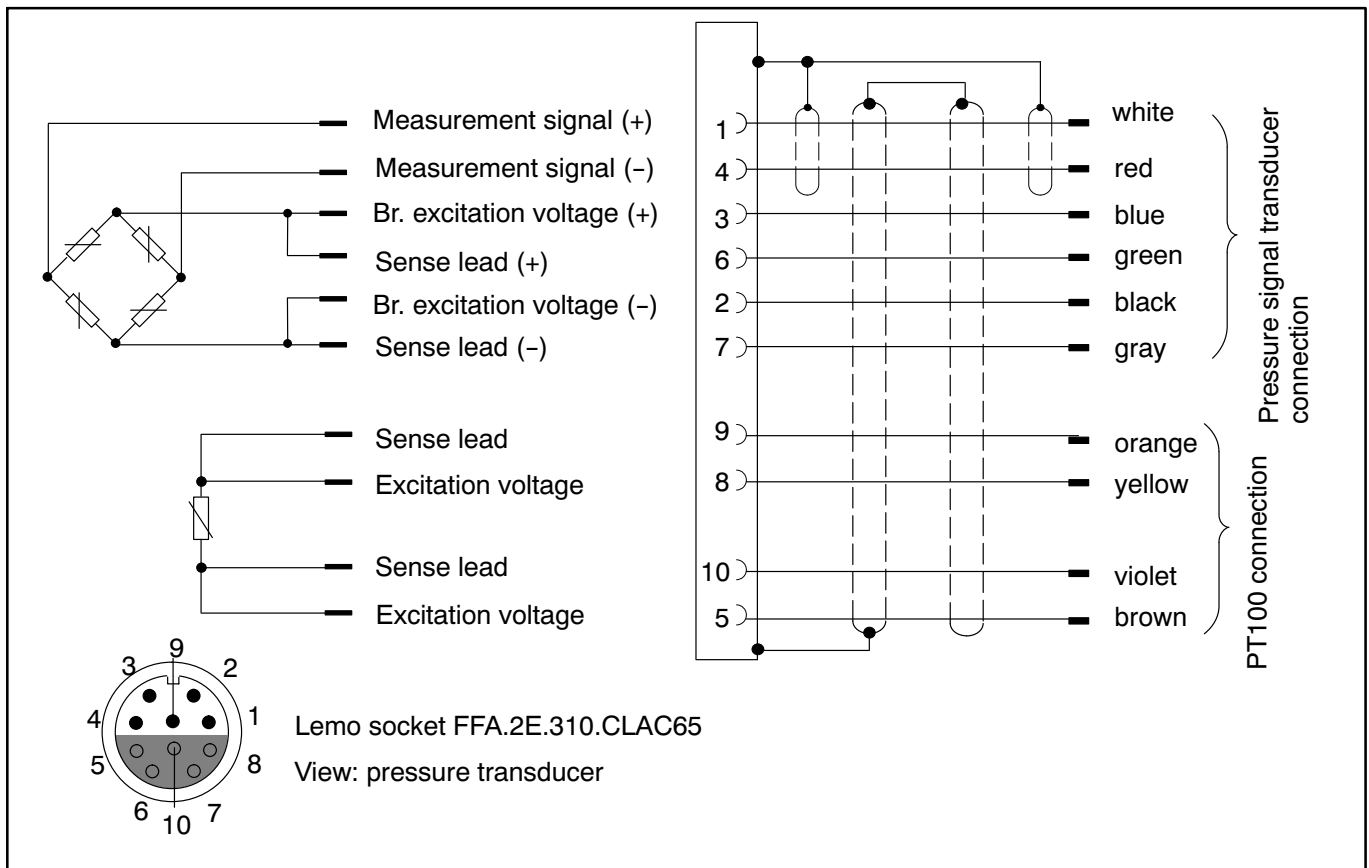 Measurement signal (+)
Measurement signal (–)
Br. excitation voltage (+)
Sense lead (+)
Br. excitation voltage (–)
Sense lead (–)
Sense lead
Excitation voltage
Sense lead
Excitation voltage
1 white
4 red
3 blue
6 green
2 black
7 gray
9 orange
8 yellow
10 violet
5 brown
Pressure signal transducer
connection
PT100 connection
9
3 2
4 1
5 8
6 7
10
Lemo socket FFA.2E.310.CLAC65
View: pressure transducer